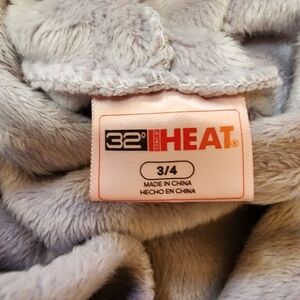 32° HEAT®
3/4
MADE IN CHINA
HECHO EN CHINA